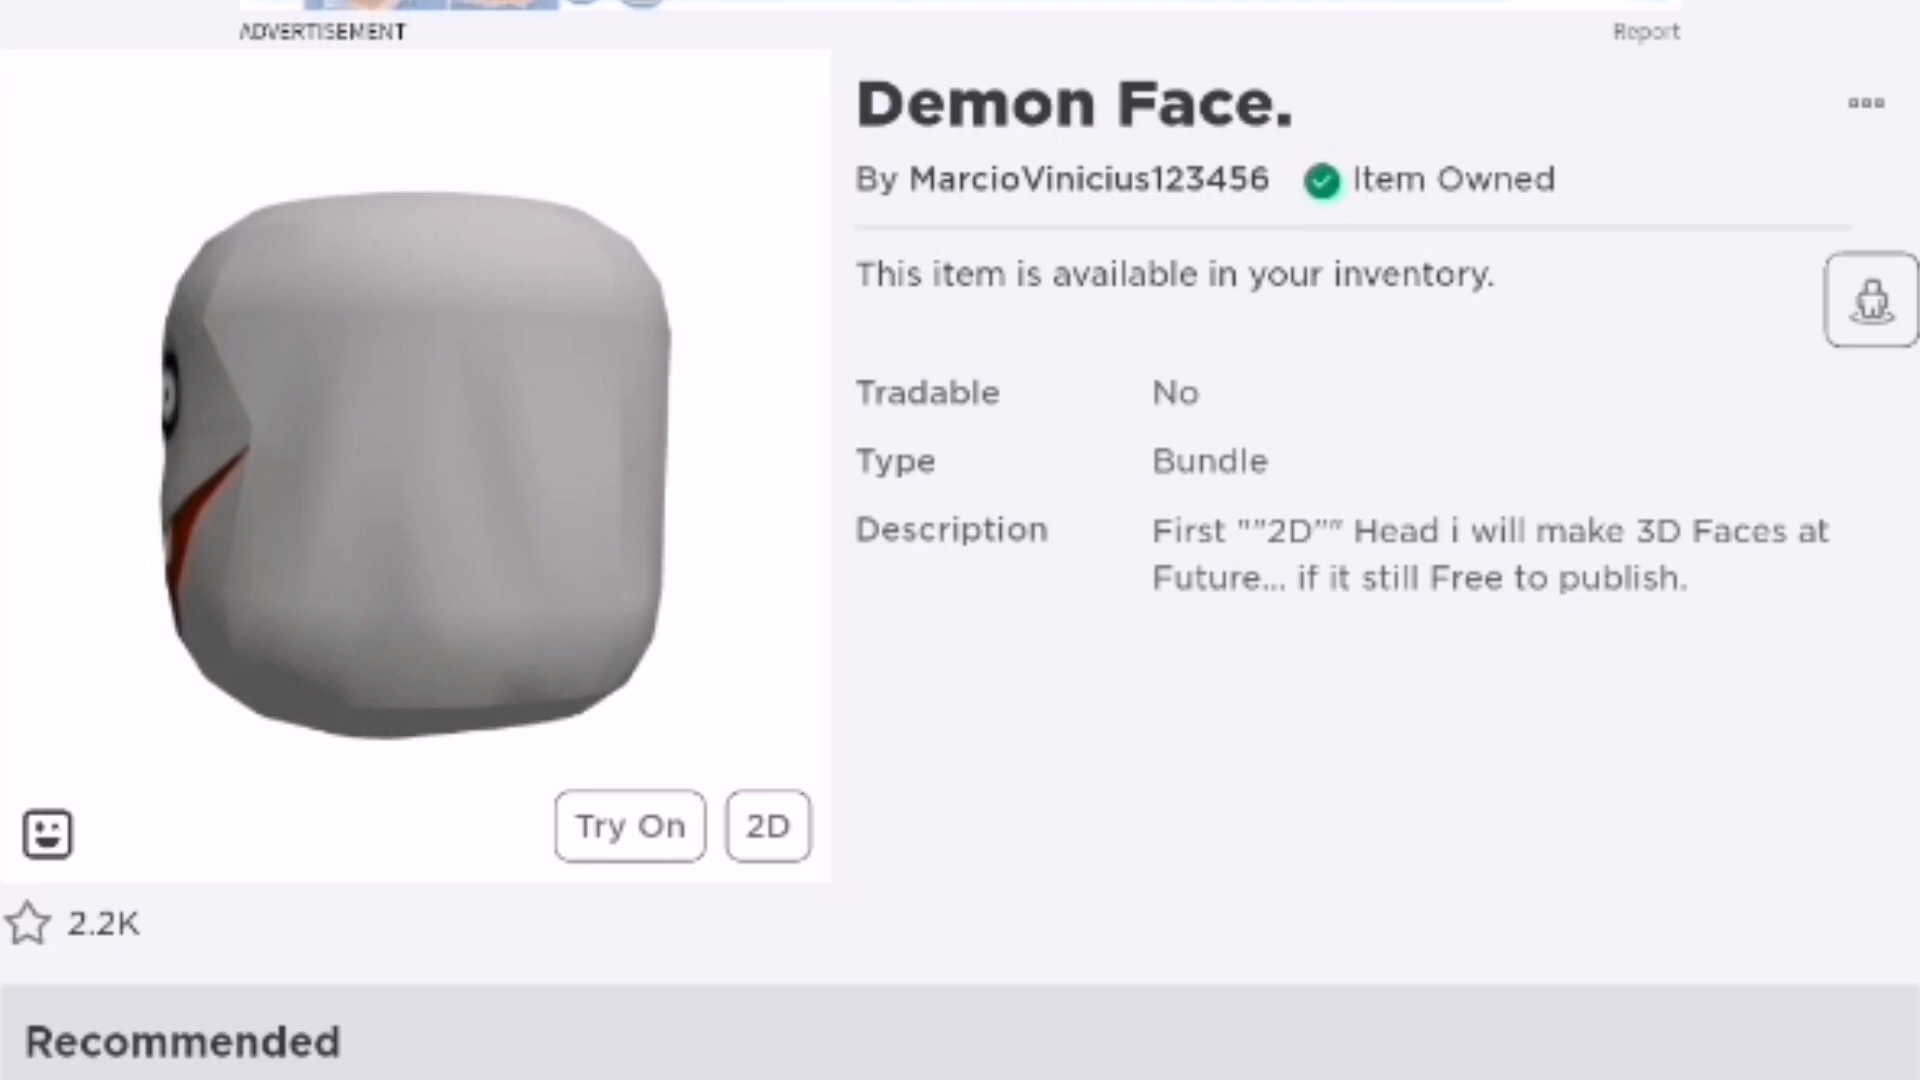 ADVERTISEMENT
Report
Demon Face.
By MarcioVinicius123456 Item Owned
This item is available in your inventory.
Tradable No
Type Bundle
Description First ""2D"" Head i will make 3D Faces at
Future... if it still Free to publish.
Try On
2D
2.2K
Recommended